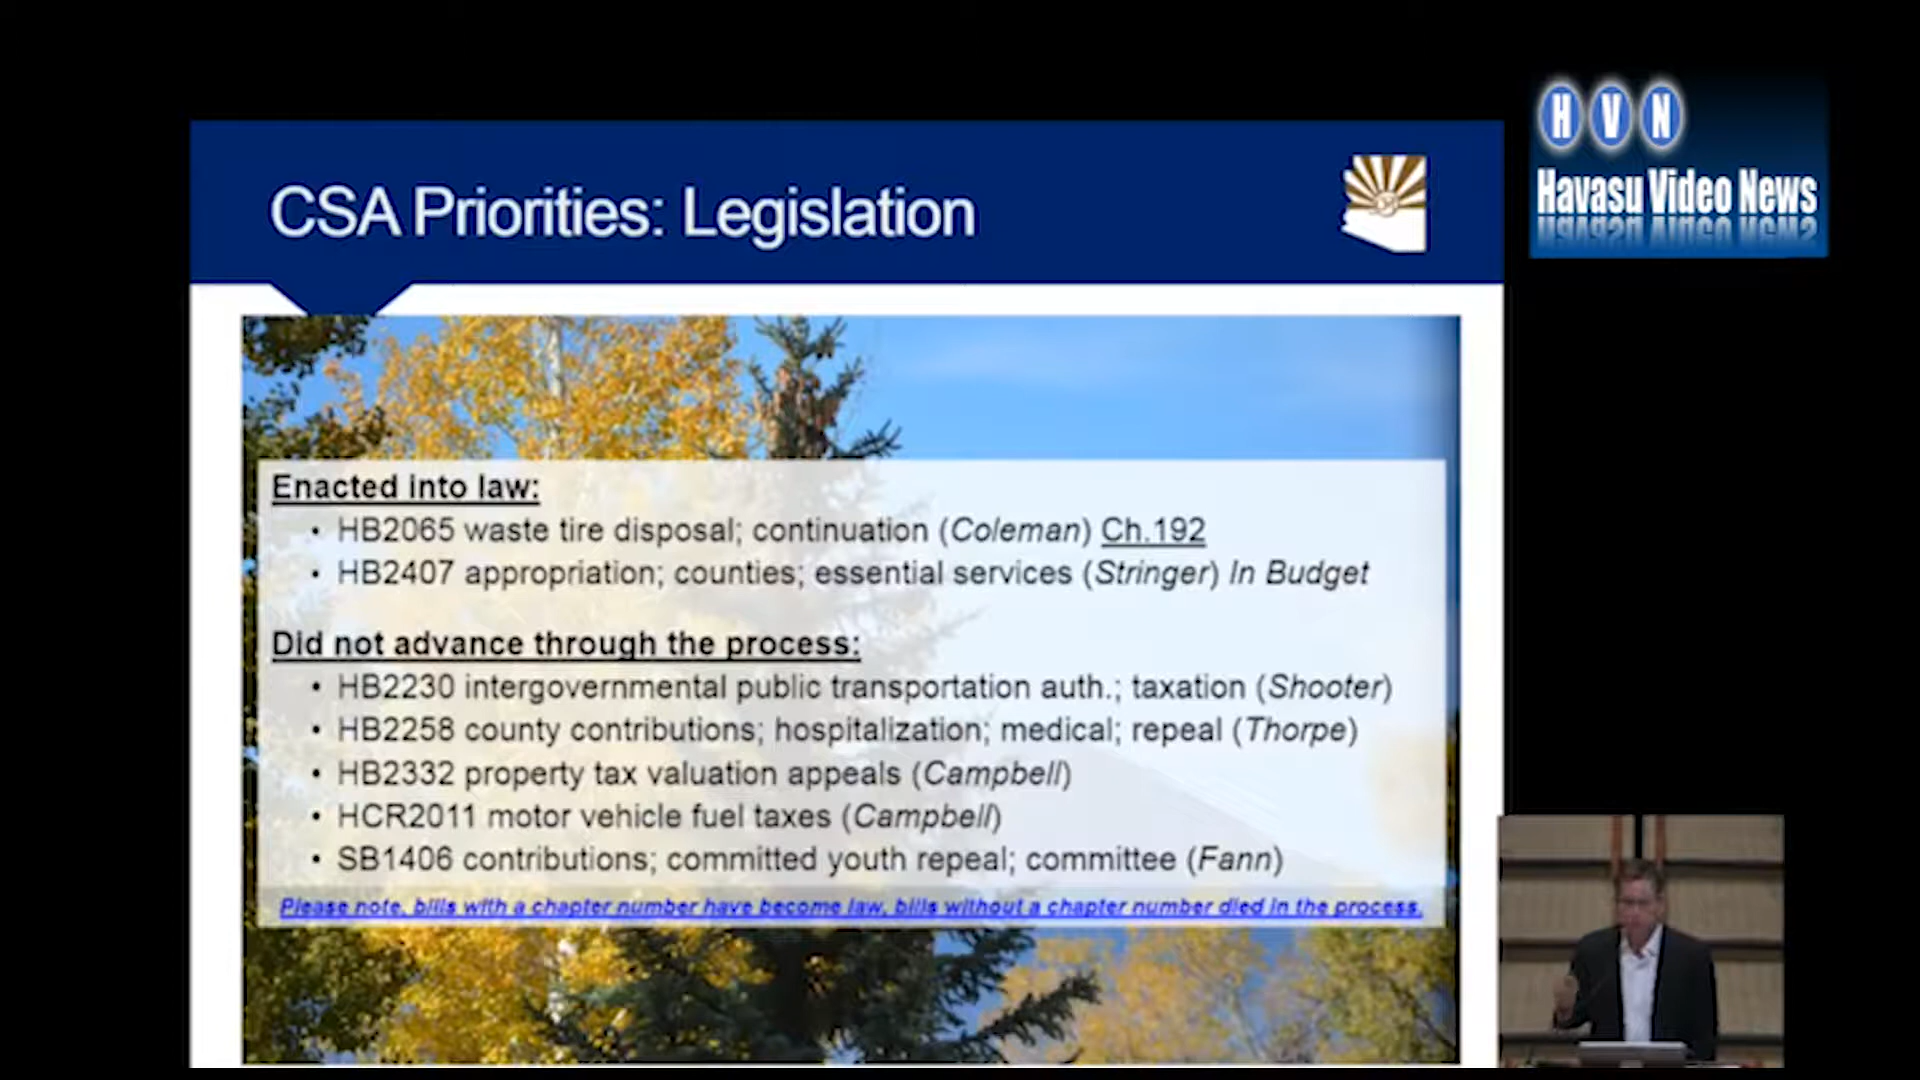 HVN
Havasu Video News
CSA Priorities: Legislation
Enacted into law:
• HB2065 waste tire disposal; continuation (Coleman) Ch.192
• HB2407 appropriation; counties; essential services (Stringer) In Budget
Did not advance through the process:
• HB2230 intergovernmental public transportation auth.; taxation (Shooter)
• HB2258 county contributions; hospitalization; medical; repeal (Thorpe)
• HB2332 property tax valuation appeals (Campbell)
• HCR2011 motor vehicle fuel taxes (Campbell)
• SB1406 contributions; committed youth repeal; committee (Fann)
Please note, bills with a chapter number have become law, bills without a chapter number died in the process.